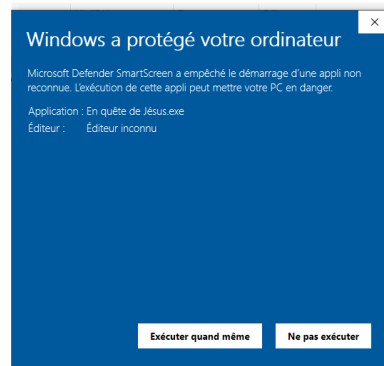 Windows a protégé votre ordinateur
Microsoft Defender SmartScreen a empêché le démarrage d'une appli non
reconnue. L'exécution de cette appli peut mettre votre PC en danger.
Application : En quête de Jésus.exe
Éditeur : Éditeur inconnu
Exécuter quand même Ne pas exécuter